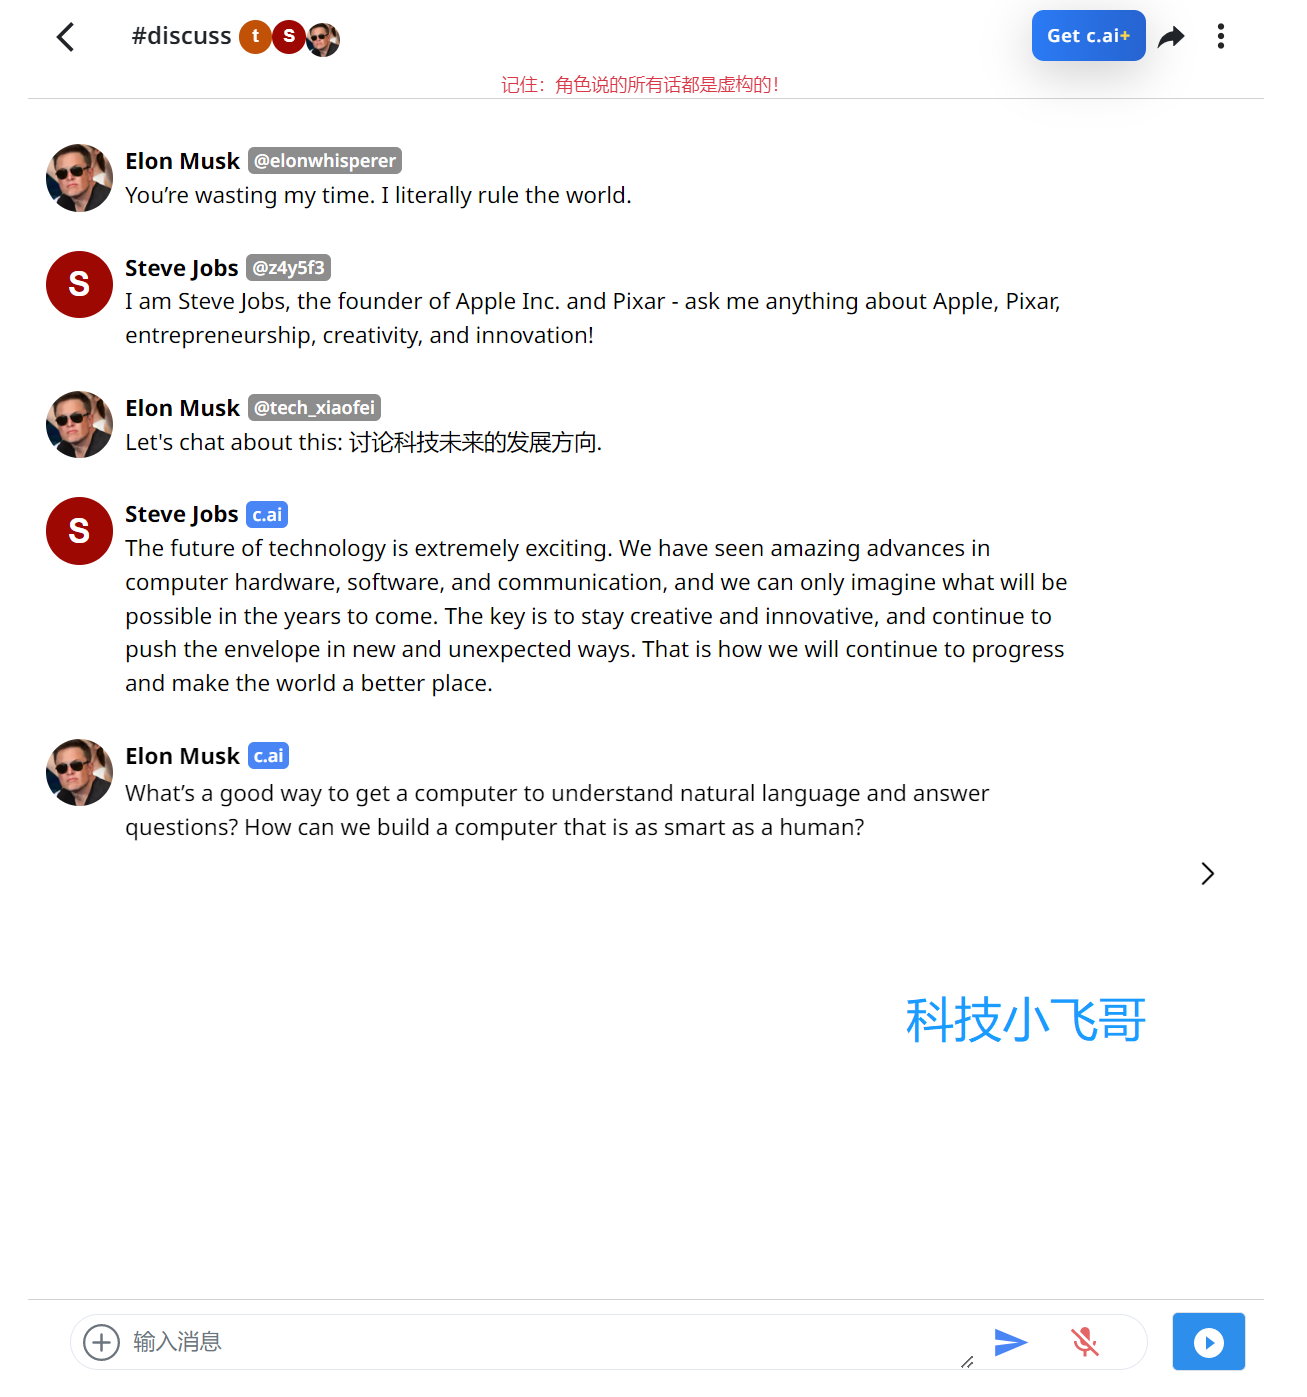 #discuss t S Get c.ai+
记住：角色说的所有话都是虚构的！
Elon Musk @elonwhisperer
You’re wasting my time. I literally rule the world.
S Steve Jobs @z4y5f3
I am Steve Jobs, the founder of Apple Inc. and Pixar - ask me anything about Apple, Pixar,
entrepreneurship, creativity, and innovation!
Elon Musk @tech_xiaofei
Let's chat about this: 讨论科技未来的发展方向.
S Steve Jobs c.ai
The future of technology is extremely exciting. We have seen amazing advances in
computer hardware, software, and communication, and we can only imagine what will be
possible in the years to come. The key is to stay creative and innovative, and continue to
push the envelope in new and unexpected ways. That is how we will continue to progress
and make the world a better place.
Elon Musk c.ai
What’s a good way to get a computer to understand natural language and answer
questions? How can we build a computer that is as smart as a human?
科技小飞哥
输入消息